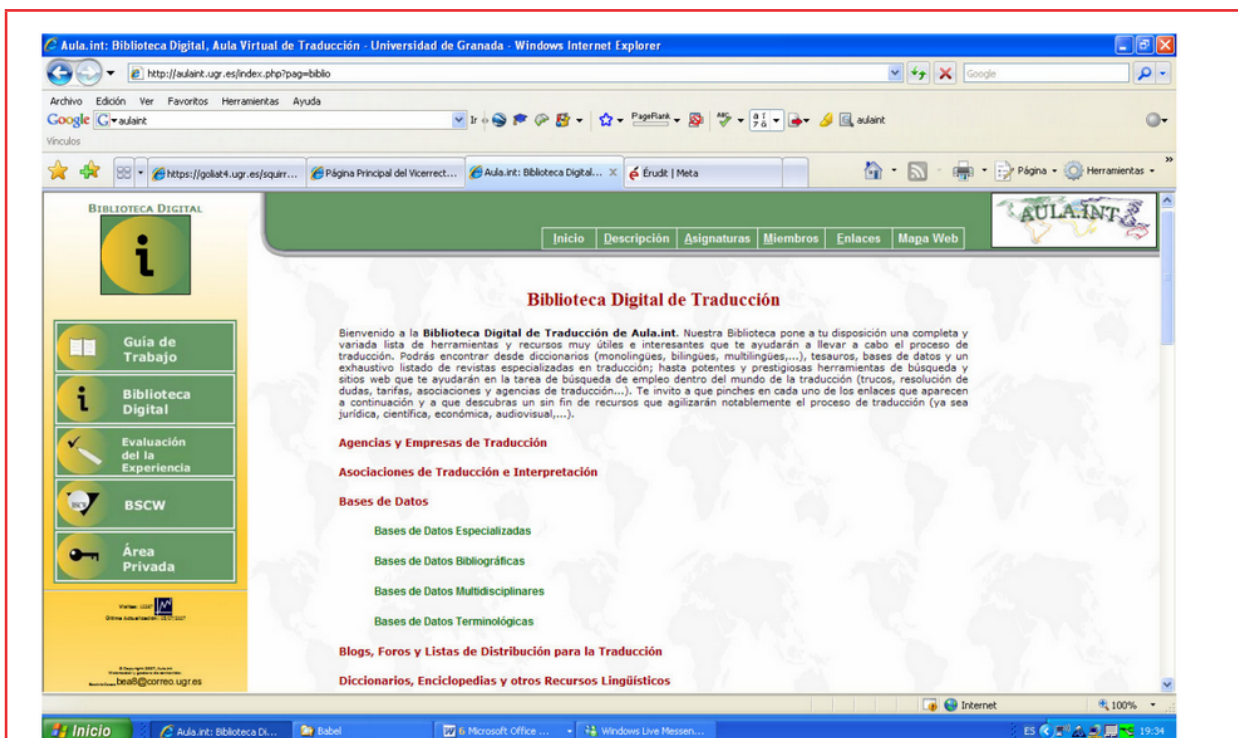 Aula.int: Biblioteca Digital, Aula Virtual de Traducción - Universidad de Granada - Windows Internet Explorer
http://aulaint.ugr.es/index.php?pag=biblio
Google
Archivo Edición Ver Favoritos Herramientas Ayuda
Google aulaint Ir PageRank aulaint
Vínculos
https://goliat4.ugr.es/squirr... Página Principal del Vicerrect... Aula.int: Biblioteca Digital... Érudit | Meta Página Herramientas
BIBLIOTECA DIGITAL
i
AULA.INT
Inicio Descripción Asignaturas Miembros Enlaces Mapa Web
Guía de
Trabajo
i
Biblioteca
Digital
Evaluación
del la
Experiencia
BSCW
Área
Privada
bea8@correo.ugr.es
Biblioteca Digital de Traducción
Bienvenido a la Biblioteca Digital de Traducción de Aula.int. Nuestra Biblioteca pone a tu disposición una completa y
variada lista de herramientas y recursos muy útiles e interesantes que te ayudarán a llevar a cabo el proceso de
traducción. Podrás encontrar desde diccionarios (monolingües, bilingües, multilingües,...), tesauros, bases de datos y un
exhaustivo listado de revistas especializadas en traducción; hasta potentes y prestigiosas herramientas de búsqueda y
sitios web que te ayudarán en la tarea de búsqueda de empleo dentro del mundo de la traducción (trucos, resolución de
dudas, tarifas, asociaciones y agencias de traducción...). Te invito a que pinches en cada uno de los enlaces que aparecen
a continuación y a que descubras un sin fin de recursos que agilizarán notablemente el proceso de traducción (ya sea
jurídica, científica, económica, audiovisual,...).
Agencias y Empresas de Traducción
Asociaciones de Traducción e Interpretación
Bases de Datos
Bases de Datos Especializadas
Bases de Datos Bibliográficas
Bases de Datos Multidisciplinares
Bases de Datos Terminológicas
Blogs, Foros y Listas de Distribución para la Traducción
Diccionarios, Enciclopedias y otros Recursos Lingüísticos
Internet 100%
Inicio Aula.int: Biblioteca Di... Babel 6 Microsoft Office ... Windows Live Messen... ES 19:34